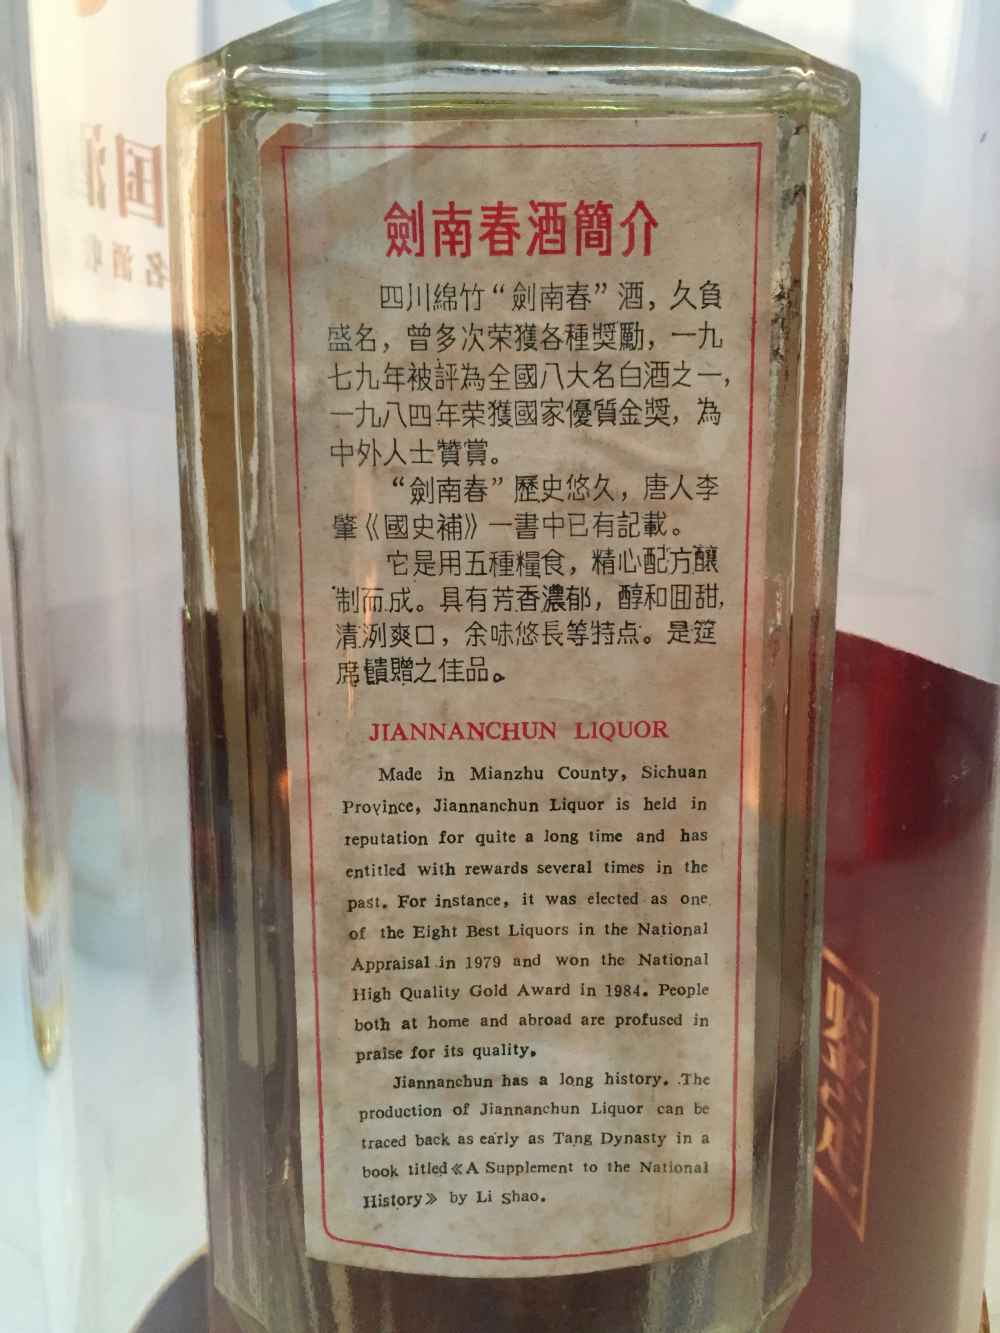 劍南春酒簡介
四川綿竹“劍南春”酒，久負
盛名，曾多次荣獲各種獎勵，一九
七九年被評為全國八大名白酒之一，
一九八四年荣獲國家優質金獎，為
中外人士贊賞。
“劍南春”歷史悠久，唐人李
肇《國史補》一書中已有記載。
它是用五種糧食，精心配方釀
制而成。具有芳香濃郁，醇和回甜，
清洌爽口，余味悠長等特点。是筵
席饋贈之佳品。
JIANNANCHUN LIQUOR
Made in Mianzhu County, Sichuan
Province, Jiannanchun Liquor is held in
reputation for quite a long time and has
entitled with rewards several times in the
past. For instance, it was elected as one
of the Eight Best Liquors in the National
Appraisal in 1979 and won the National
High Quality Gold Award in 1984. People
both at home and abroad are profused in
praise for its quality.
Jiannanchun has a long history. The
production of Jiannanchun Liquor can be
traced back as early as Tang Dynasty in a
book titled《A Supplement to the National
History》 by Li Shao.
国酒
名酒